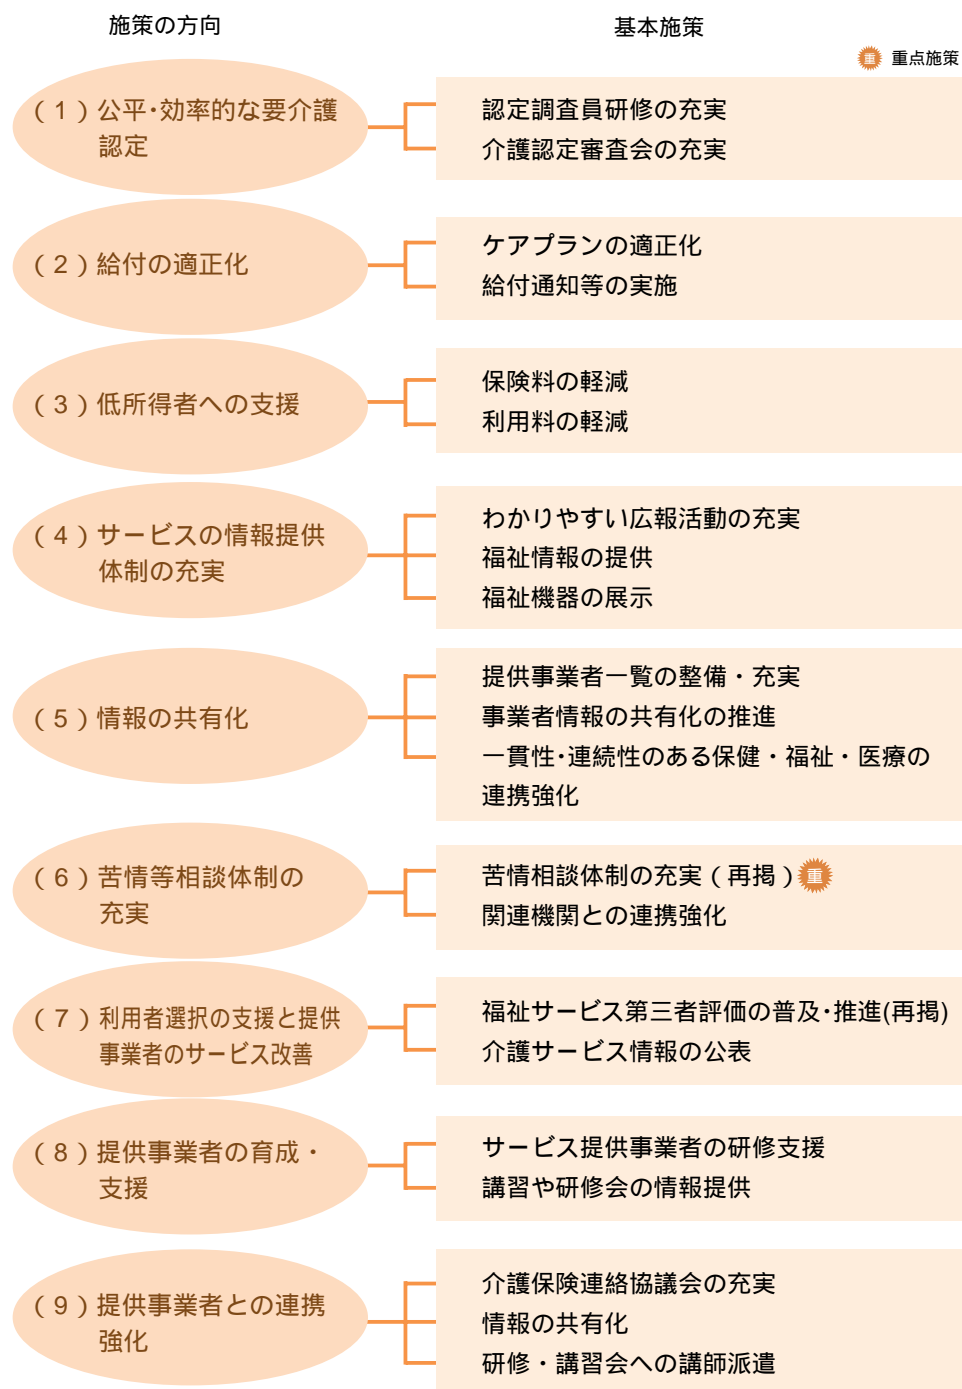 施策の方向
基本施策
重 重点施策
(1)公平･効率的な要介護
認定
認定調査員研修の充実
介護認定審査会の充実
(2)給付の適正化
ケアプランの適正化
給付通知等の実施
(3)低所得者への支援
保険料の軽減
利用料の軽減
(4)サービスの情報提供
体制の充実
わかりやすい広報活動の充実
福祉情報の提供
福祉機器の展示
(5)情報の共有化
提供事業者一覧の整備・充実
事業者情報の共有化の推進
一貫性･連続性のある保健・福祉・医療の
連携強化
(6)苦情等相談体制の
充実
苦情相談体制の充実(再掲)重
関連機関との連携強化
(7)利用者選択の支援と提供
事業者のサービス改善
福祉サービス第三者評価の普及･推進(再掲)
介護サービス情報の公表
(8)提供事業者の育成・
支援
サービス提供事業者の研修支援
講習や研修会の情報提供
(9)提供事業者との連携
強化
介護保険連絡協議会の充実
情報の共有化
研修・講習会への講師派遣